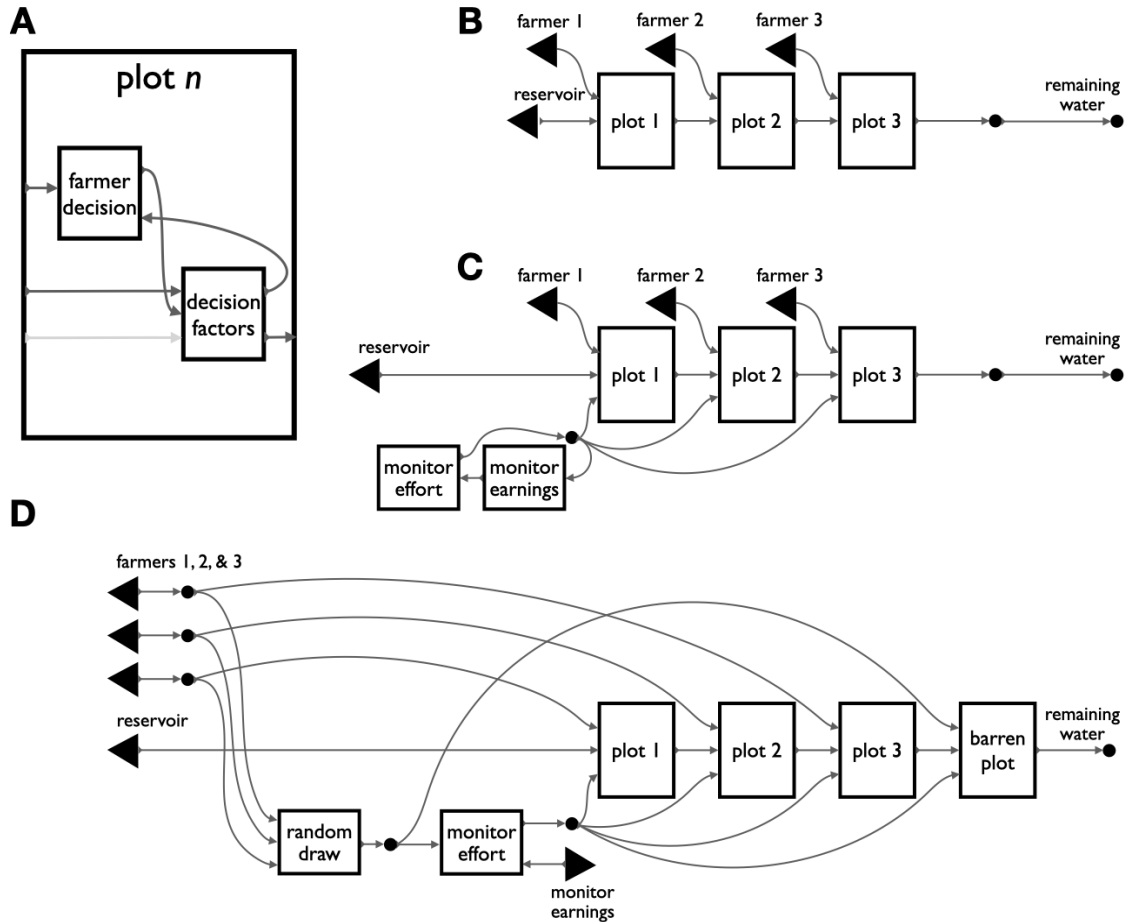 A
plot n
farmer
decision
decision
factors
B
farmer 1
farmer 2
farmer 3
reservoir
plot 1
plot 2
plot 3
remaining
water
C
farmer 1
farmer 2
farmer 3
reservoir
plot 1
plot 2
plot 3
remaining
water
monitor
effort
monitor
earnings
D
farmers 1, 2, & 3
reservoir
plot 1
plot 2
plot 3
barren
plot
remaining
water
random
draw
monitor
effort
monitor
earnings